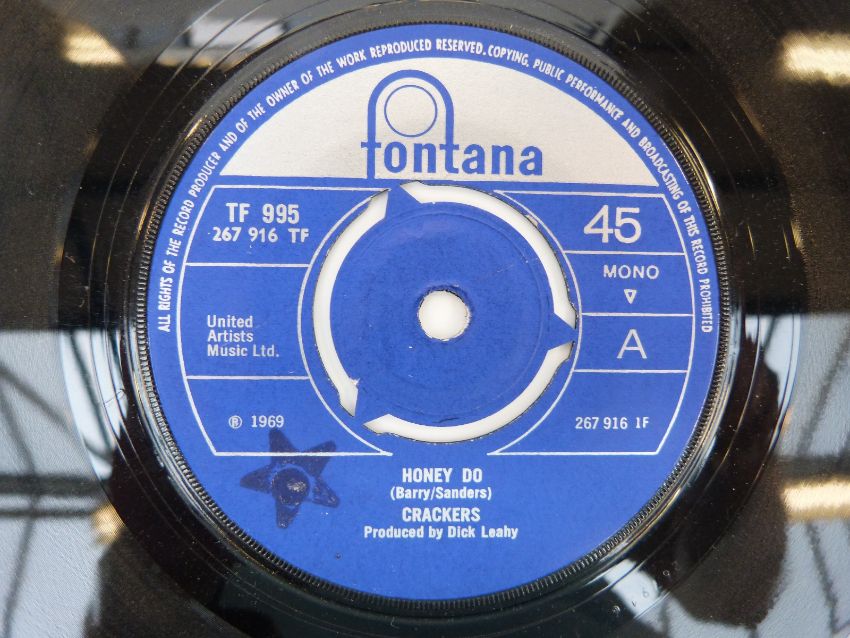 ALL RIGHTS OF THE RECORD PRODUCER AND OF THE OWNER OF THE WORK REPRODUCED RESERVED. COPYING, PUBLIC PERFORMANCE AND BROADCASTING OF THIS RECORD PROHIBITED
fontana
TF 995
267 916 TF
45
MONO
United
Artists
Music Ltd.
A
℗ 1969
267 916 1F
HONEY DO
(Barry/Sanders)
CRACKERS
Produced by Dick Leahy